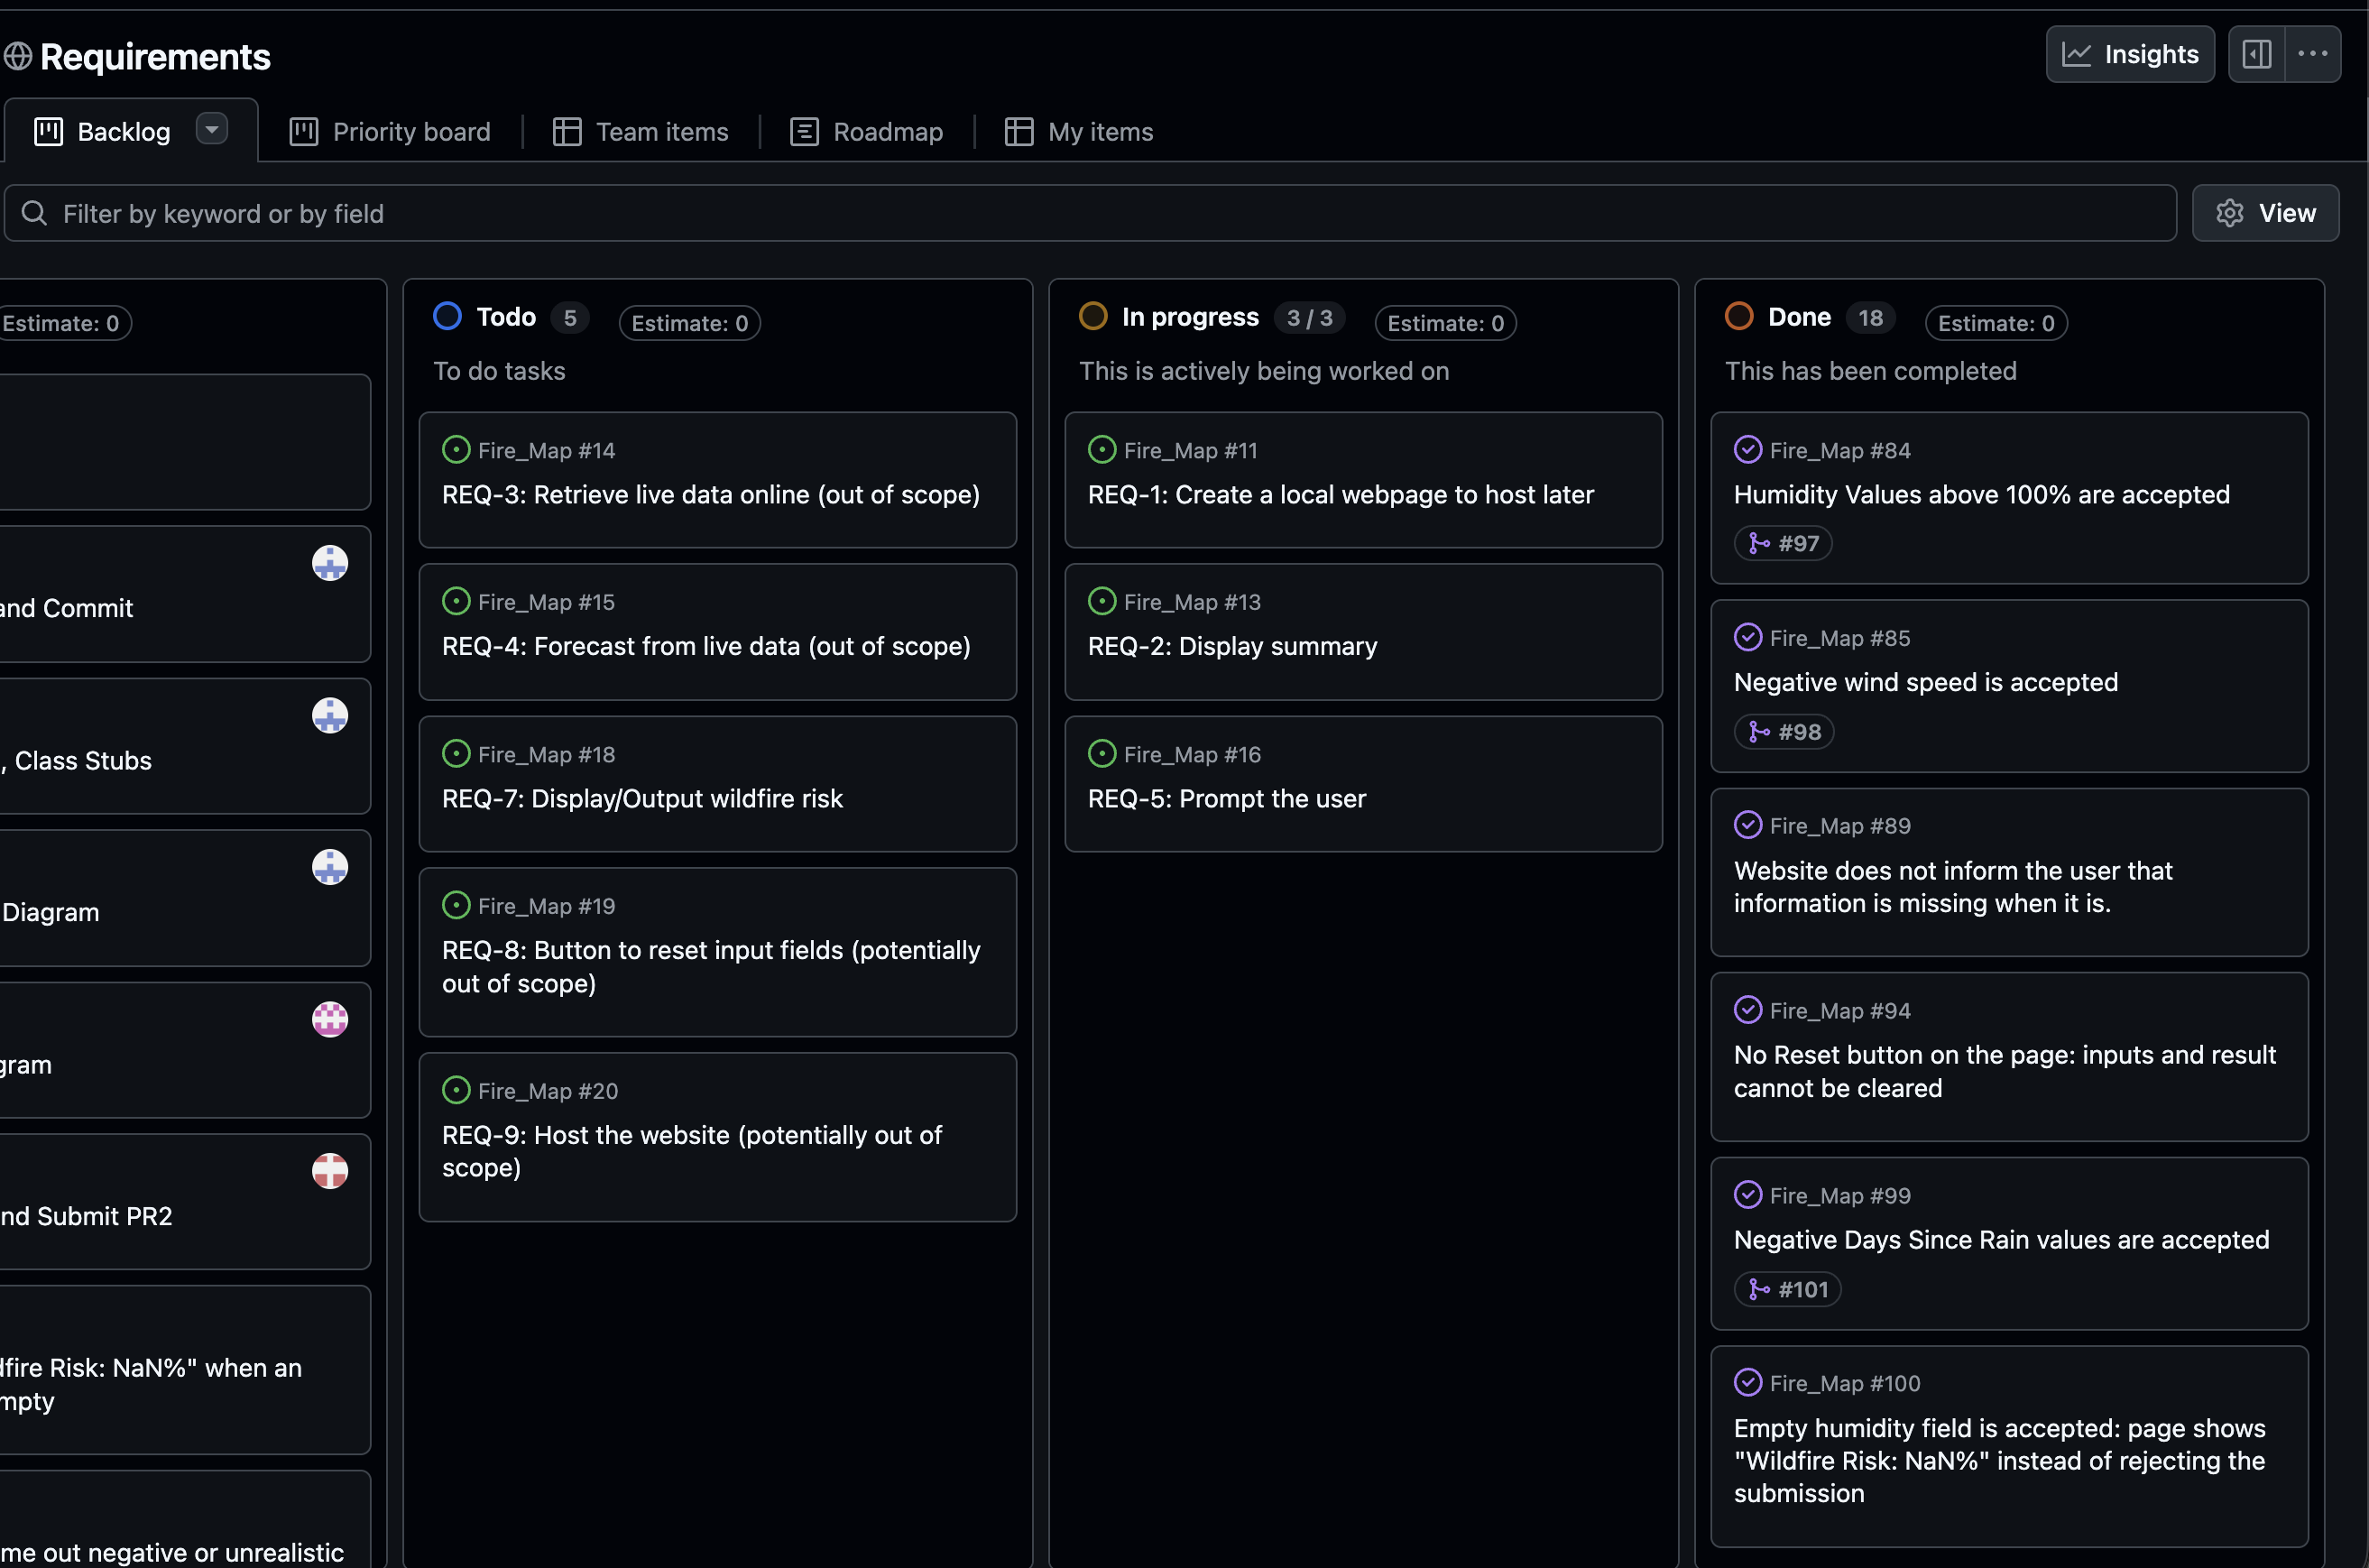 Requirements
Insights
Backlog
Priority board
Team items
Roadmap
My items
Filter by keyword or by field
View
Estimate: 0
and Commit
, Class Stubs
Diagram
gram
nd Submit PR2
fire Risk: NaN%" when an
mpty
me out negative or unrealistic
Todo 5 Estimate: 0
To do tasks
Fire_Map #14
REQ-3: Retrieve live data online (out of scope)
Fire_Map #15
REQ-4: Forecast from live data (out of scope)
Fire_Map #18
REQ-7: Display/Output wildfire risk
Fire_Map #19
REQ-8: Button to reset input fields (potentially
out of scope)
Fire_Map #20
REQ-9: Host the website (potentially out of
scope)
In progress 3 / 3 Estimate: 0
This is actively being worked on
Fire_Map #11
REQ-1: Create a local webpage to host later
Fire_Map #13
REQ-2: Display summary
Fire_Map #16
REQ-5: Prompt the user
Done 18 Estimate: 0
This has been completed
Fire_Map #84
Humidity Values above 100% are accepted
#97
Fire_Map #85
Negative wind speed is accepted
#98
Fire_Map #89
Website does not inform the user that
information is missing when it is.
Fire_Map #94
No Reset button on the page: inputs and result
cannot be cleared
Fire_Map #99
Negative Days Since Rain values are accepted
#101
Fire_Map #100
Empty humidity field is accepted: page shows
"Wildfire Risk: NaN%" instead of rejecting the
submission